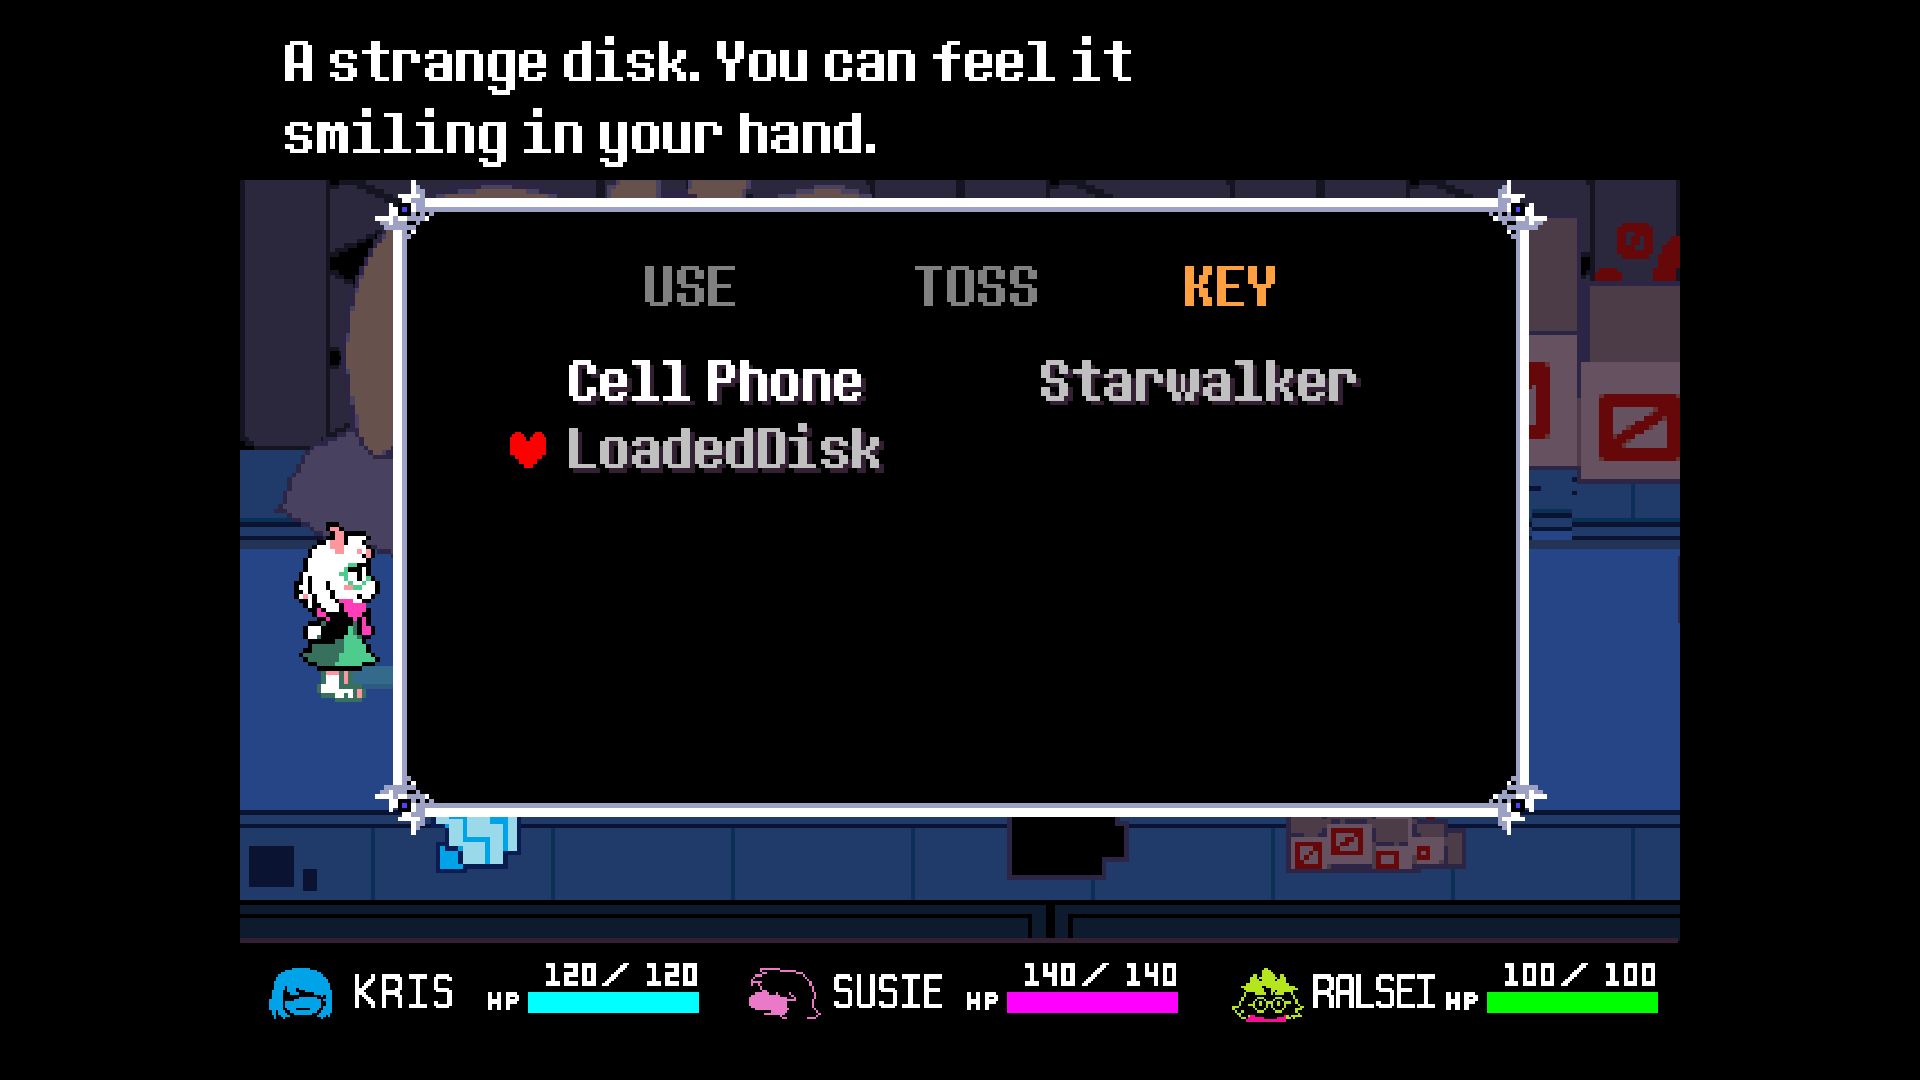 A strange disk. You can feel it
smiling in your hand.
USE TOSS KEY
Cell Phone Starwalker
LoadedDisk
KRIS HP 120/ 120 SUSIE HP 140/ 140 RALSEI HP 100/ 100